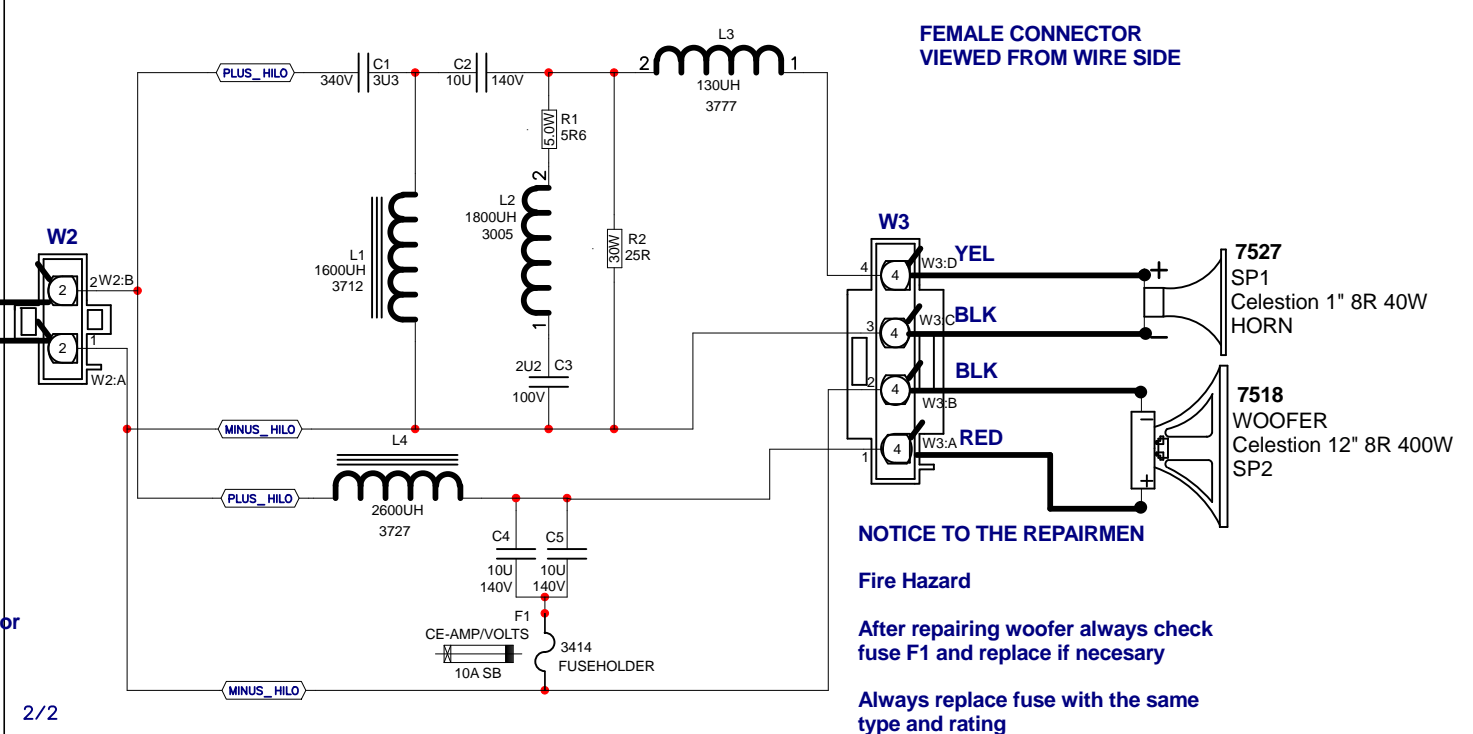 FEMALE CONNECTOR
VIEWED FROM WIRE SIDE
L3
2
1
130UH
3777
PLUS_HILO
C1
340V
3U3
C2
10U
140V
R1
5R6
5.0W
2
L2
1800UH
3005
1
L1
1600UH
3712
R2
25R
30W
2U2
C3
100V
W2
2
2
W2:B
2
1
W2:A
W3
4
4
W3:D
YEL
3
4
W3:C
BLK
2
4
W3:B
BLK
1
4
W3:A
RED
+
–
7527
SP1
Celestion 1" 8R 40W
HORN
–
+
7518
WOOFER
Celestion 12" 8R 400W
SP2
MINUS_HILO
L4
PLUS_HILO
2600UH
3727
C4
10U
140V
C5
10U
140V
F1
CE-AMP/VOLTS
10A SB
3414
FUSEHOLDER
MINUS_HILO
or
2/2
NOTICE TO THE REPAIRMEN
Fire Hazard
After repairing woofer always check
fuse F1 and replace if necesary
Always replace fuse with the same
type and rating